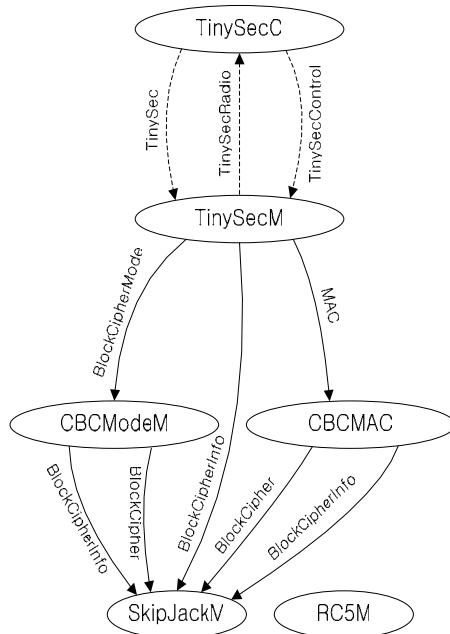 TinySecC
TinySec
TinySecRadio
TinySecControl
TinySecM
BlockCipherMode
MAC
BlockCipherInfo
CBCModeM
CBCMAC
BlockCipherInfo
BlockCipher
BlockCipher
BlockCipherInfo
SkipJackM
RC5M